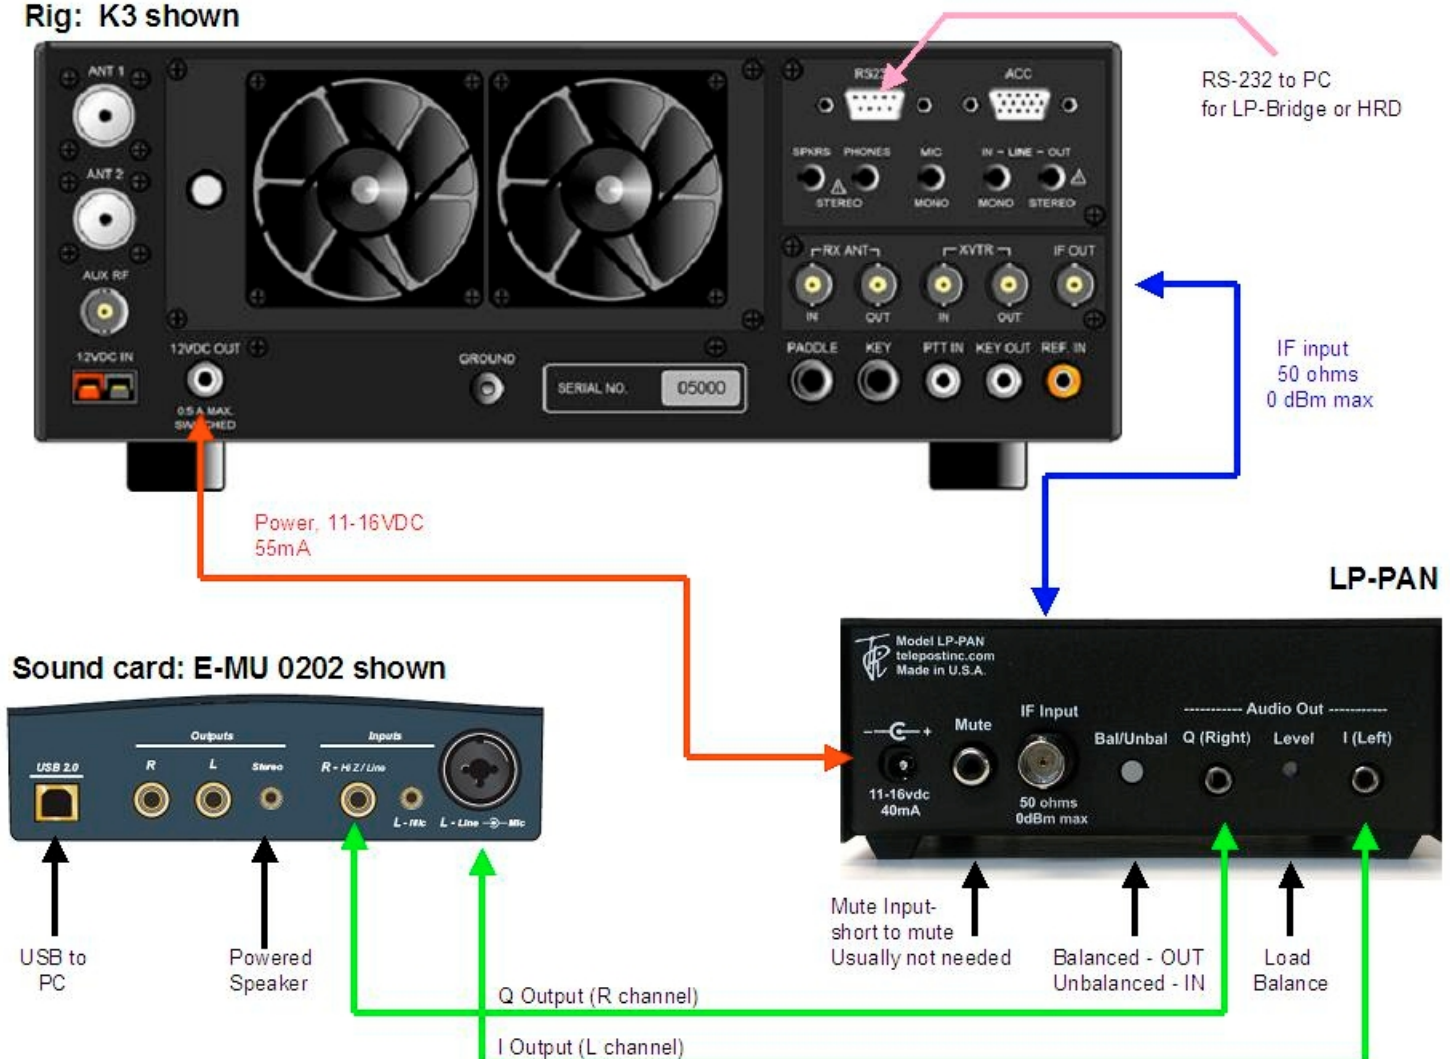 Rig: K3 shown
RS-232 to PC
for LP-Bridge or HRD
ANT 1
ANT 2
AUX RF
12VDC IN
12VDC OUT
0.5 A MAX.
SWITCHED
GROUND
SERIAL NO. 05000
RS232
ACC
SPKRS PHONES MIC IN - LINE - OUT
STEREO MONO MONO STEREO
RX ANT XVTR IF OUT
IN OUT IN OUT
PADDLE KEY PTT IN KEY OUT REF. IN
IF input
50 ohms
0 dBm max
Power, 11-16VDC
55mA
LP-PAN
Model LP-PAN
telepostinc.com
Made in U.S.A.
- +
Mute
IF Input
Bal/Unbal
---------- Audio Out ----------
Q (Right) Level I (Left)
11-16vdc
40mA
50 ohms
0dBm max
Sound card: E-MU 0202 shown
Outputs Inputs
USB 2.0 R L Stereo R - Hi Z / Line
L - Mic L - Line Mic
USB to
PC
Powered
Speaker
Mute Input-
short to mute
Usually not needed
Balanced - OUT
Unbalanced - IN
Load
Balance
Q Output (R channel)
I Output (L channel)